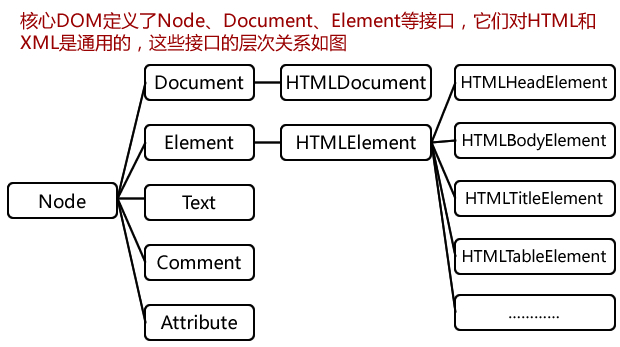 核心DOM定义了Node、Document、Element等接口，它们对HTML和
XML是通用的，这些接口的层次关系如图
Document
HTMLDocument
HTMLHeadElement
Element
HTMLElement
HTMLBodyElement
Node
Text
HTMLTitleElement
Comment
HTMLTableElement
Attribute
…………